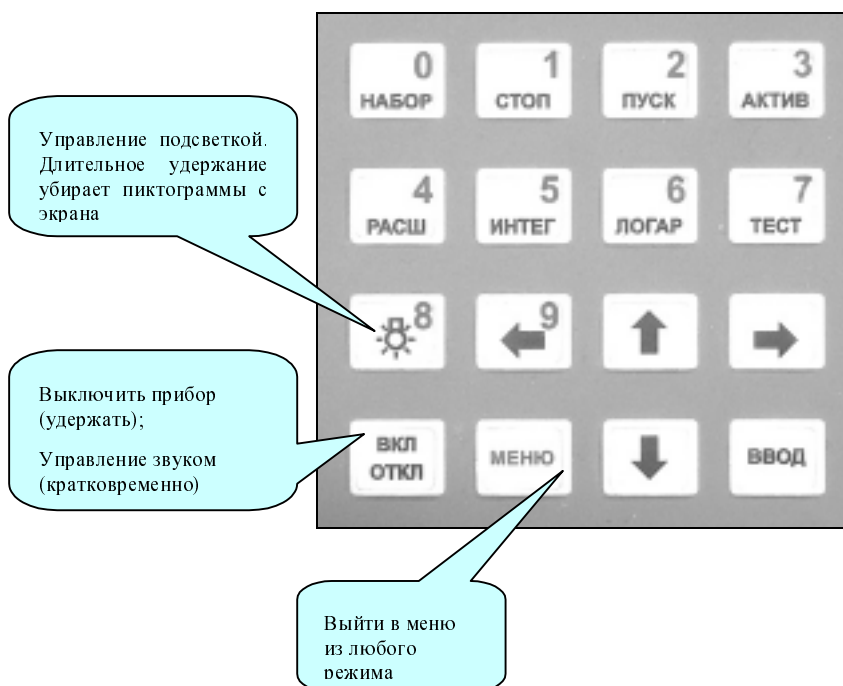 0 1 2 3
НАБОР СТОП ПУСК АКТИВ
Управление подсветкой.
Длительное удержание
убирает пиктограммы с
экрана
4 5 6 7
РАСШ ИНТЕГ ЛОГАР ТЕСТ
8 9
Выключить прибор
(удержать);
Управление звуком
(кратковременно)
ВКЛ
ОТКЛ
МЕНЮ
ВВОД
Выйти в меню
из любого
режима